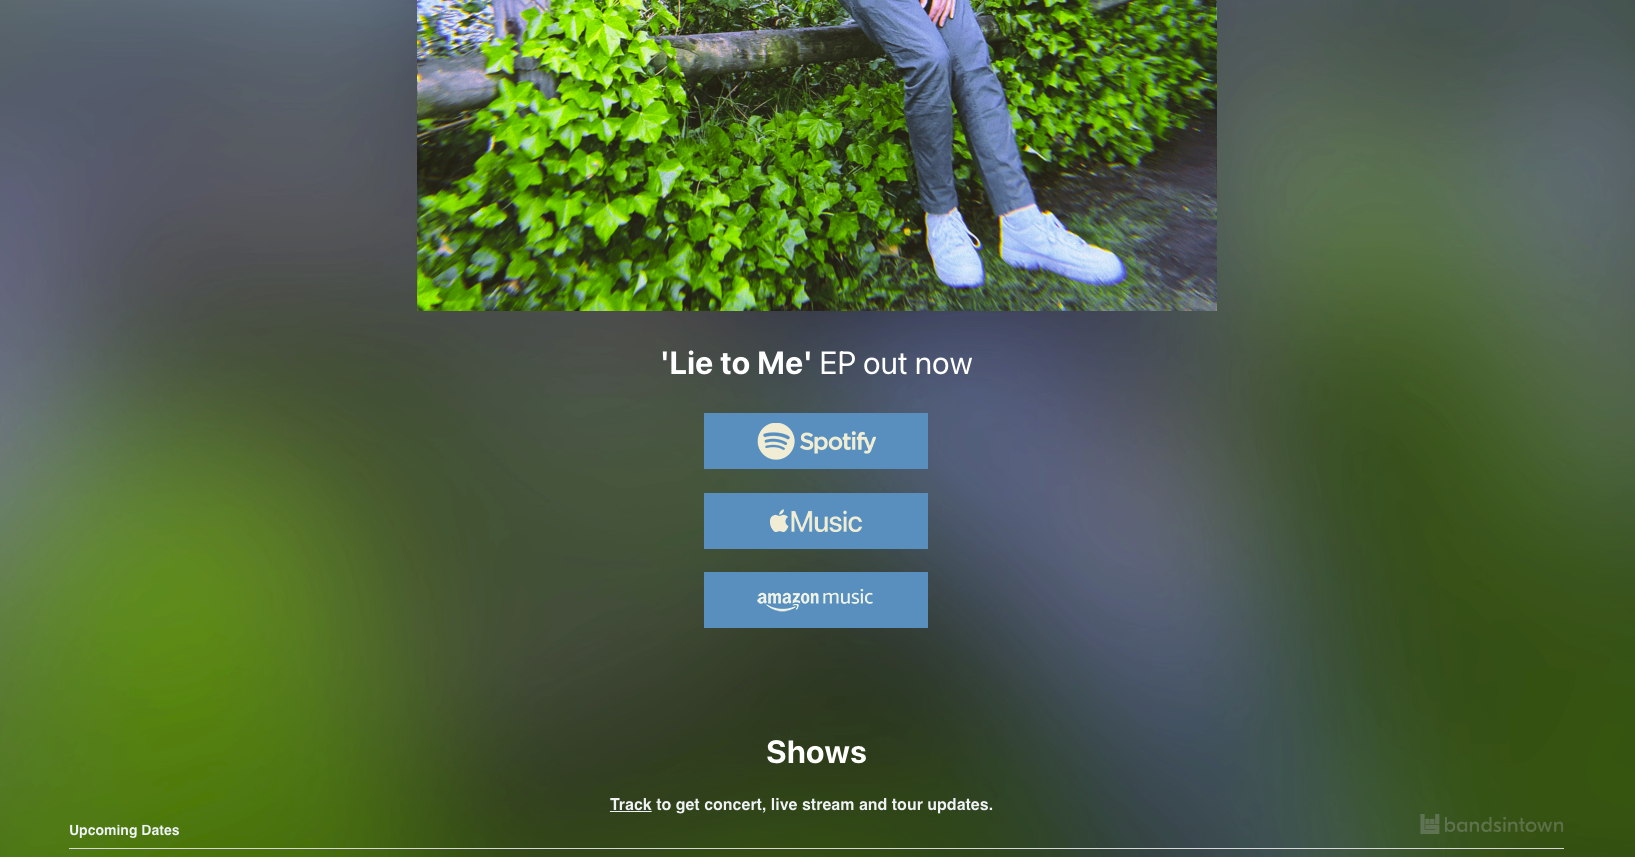 'Lie to Me' EP out now
Spotify
Music
amazon music
Shows
Track to get concert, live stream and tour updates.
Upcoming Dates
bandsintown